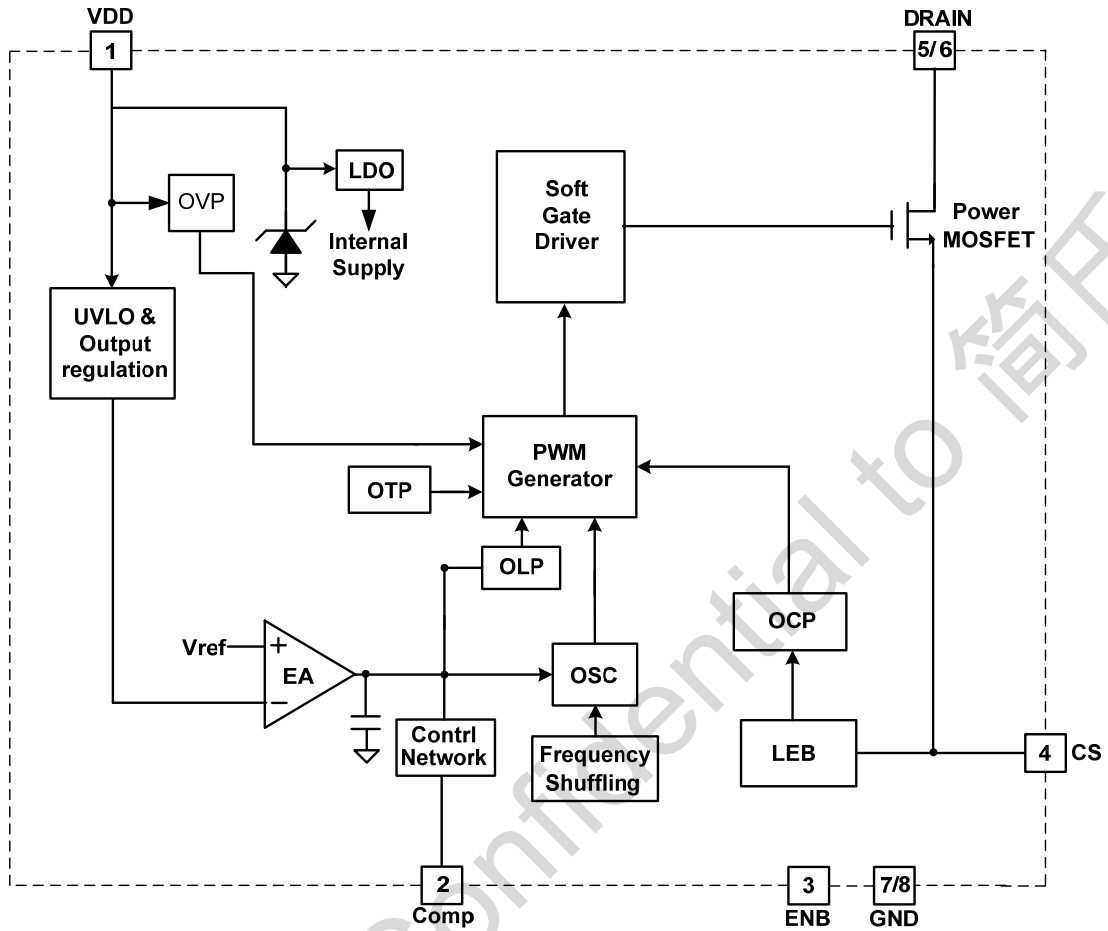 VDD
1
DRAIN
5/6
LDO
OVP
Internal
Supply
Soft
Gate
Driver
Power
MOSFET
UVLO &
Output
regulation
PWM
Generator
OTP
OLP
OCP
Vref
+
EA
−
OSC
Contrl
Network
Frequency
Shuffling
LEB
4
CS
2
Comp
3
ENB
7/8
GND
Confidential to 简